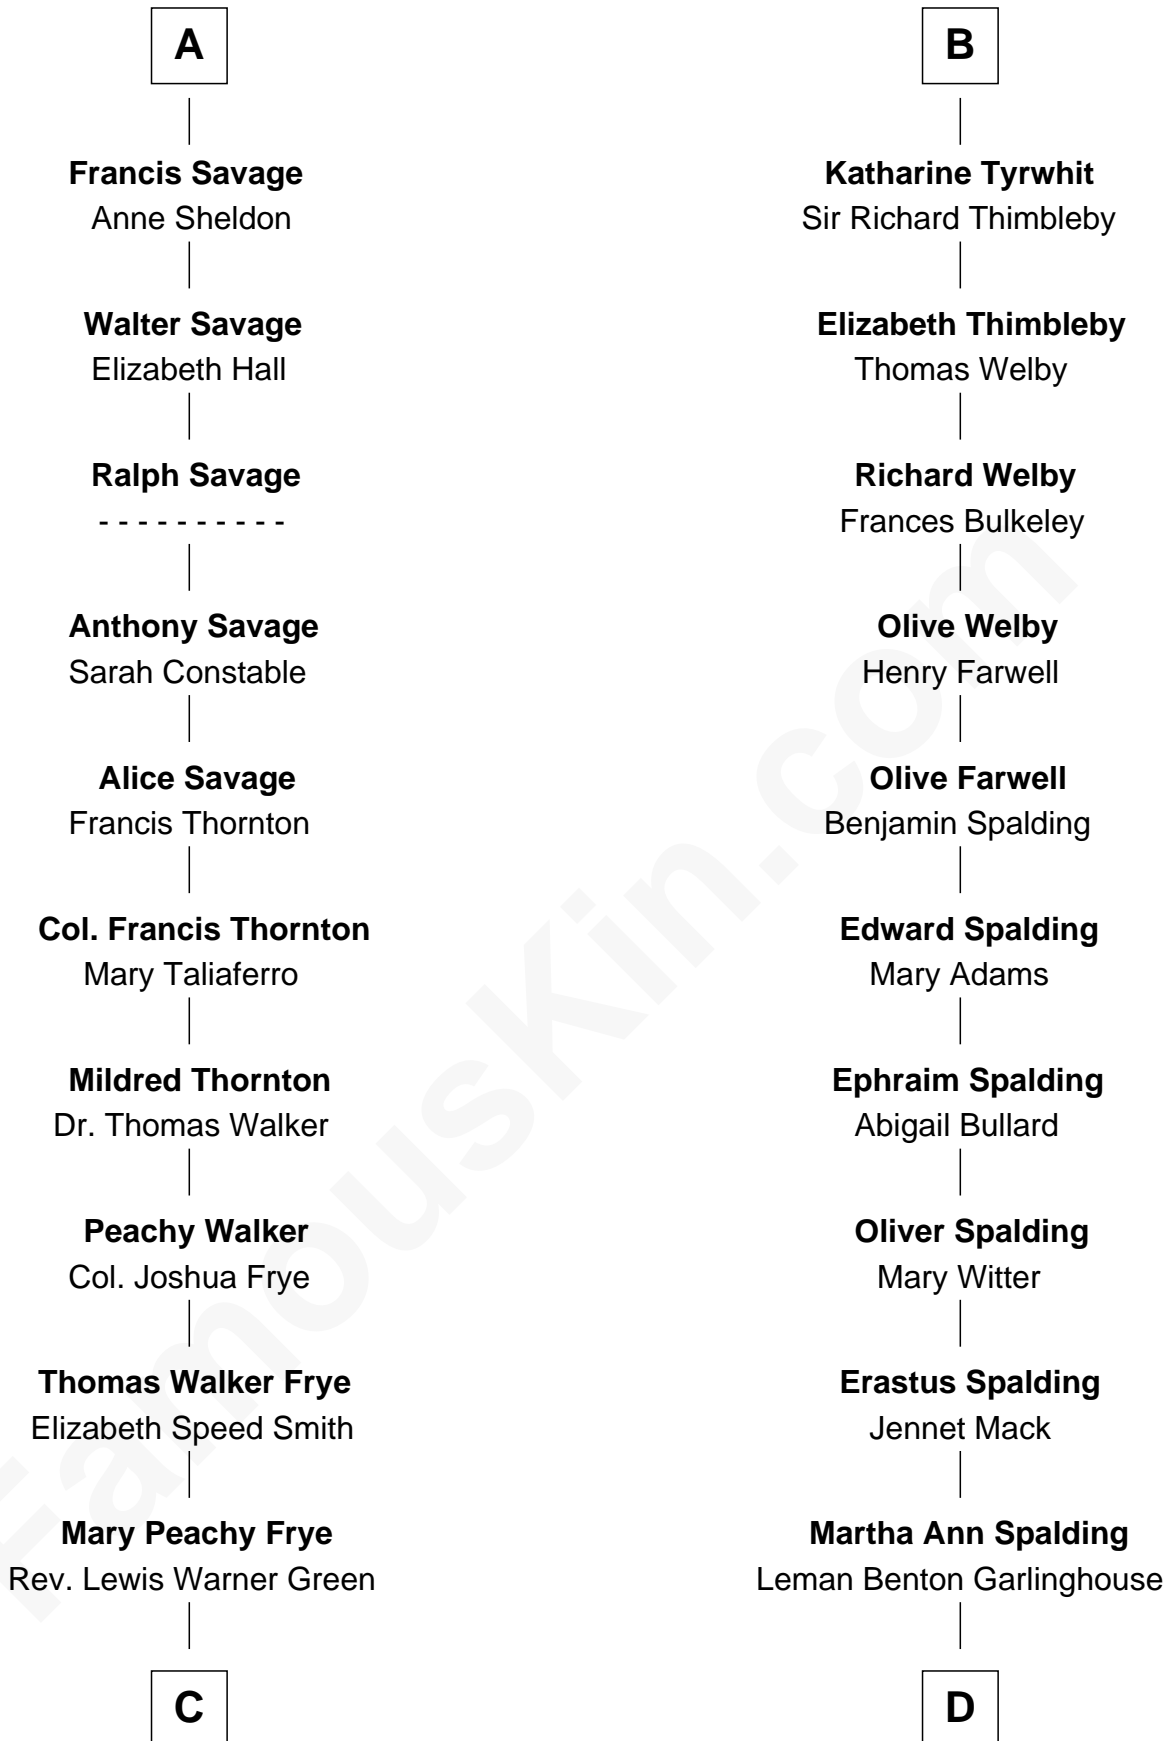 A
Francis Savage
Anne Sheldon
Walter Savage
Elizabeth Hall
Ralph Savage
- - - - - - - - - -
Anthony Savage
Sarah Constable
Alice Savage
Francis Thornton
Col. Francis Thornton
Mary Taliaferro
Mildred Thornton
Dr. Thomas Walker
Peachy Walker
Col. Joshua Frye
Thomas Walker Frye
Elizabeth Speed Smith
Mary Peachy Frye
Rev. Lewis Warner Green
C
B
Katharine Tyrwhit
Sir Richard Thimbleby
Elizabeth Thimbleby
Thomas Welby
Richard Welby
Frances Bulkeley
Olive Welby
Henry Farwell
Olive Farwell
Benjamin Spalding
Edward Spalding
Mary Adams
Ephraim Spalding
Abigail Bullard
Oliver Spalding
Mary Witter
Erastus Spalding
Jennet Mack
Martha Ann Spalding
Leman Benton Garlinghouse
D
FamousKin.com